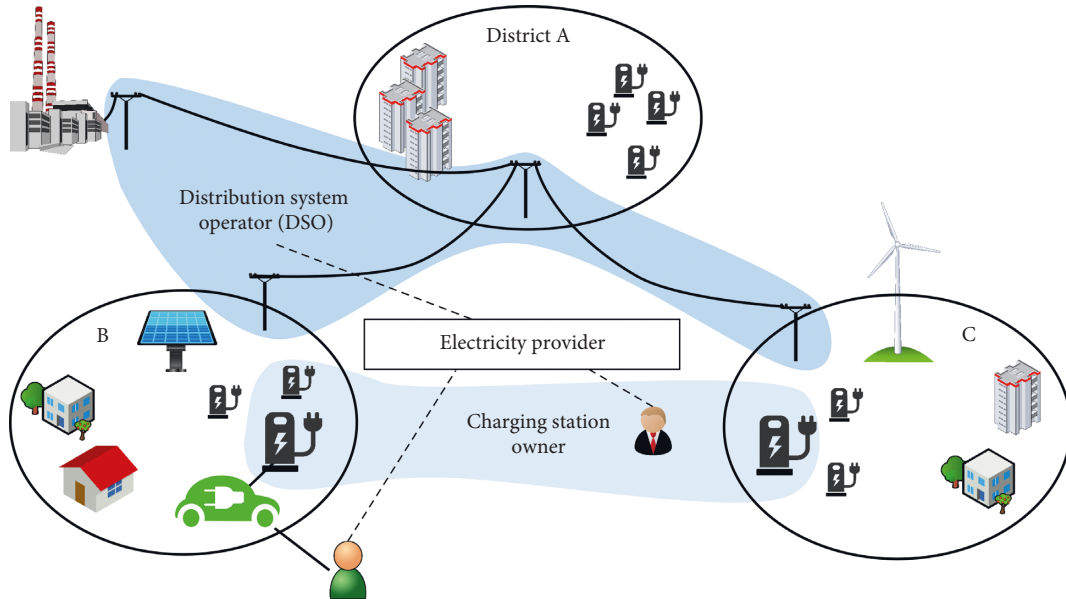 District A
Distribution system
operator (DSO)
B
Electricity provider
C
Charging station
owner